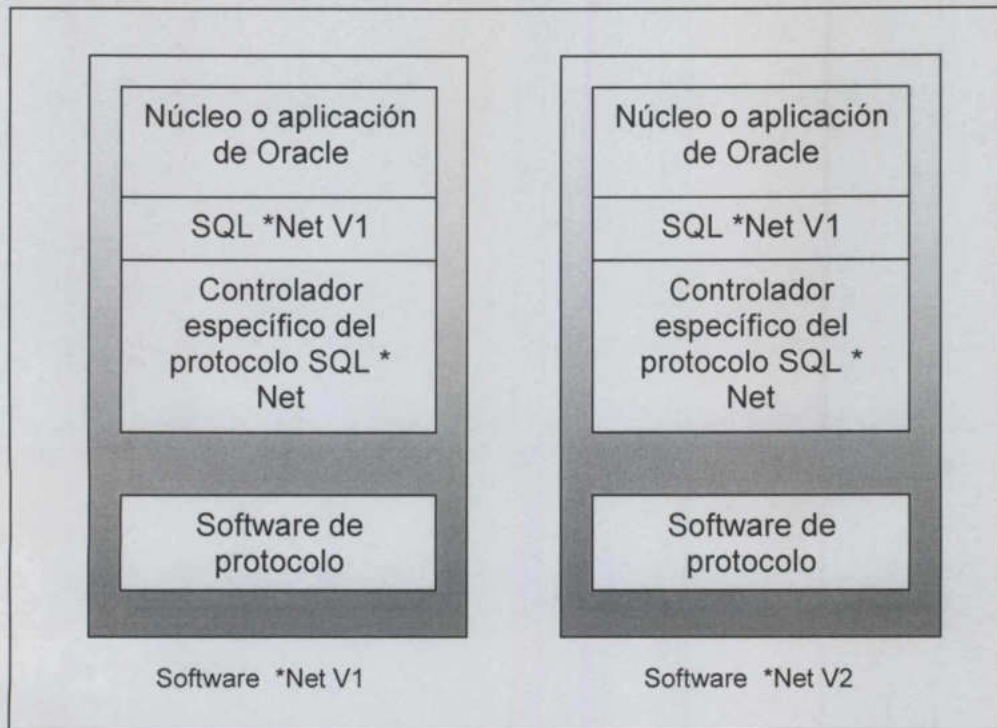 Núcleo o aplicación
de Oracle
SQL *Net V1
Controlador
específico del
protocolo SQL *
Net
Software de
protocolo
Software *Net V1
Núcleo o aplicación
de Oracle
SQL *Net V1
Controlador
específico del
protocolo SQL *
Net
Software de
protocolo
Software *Net V2